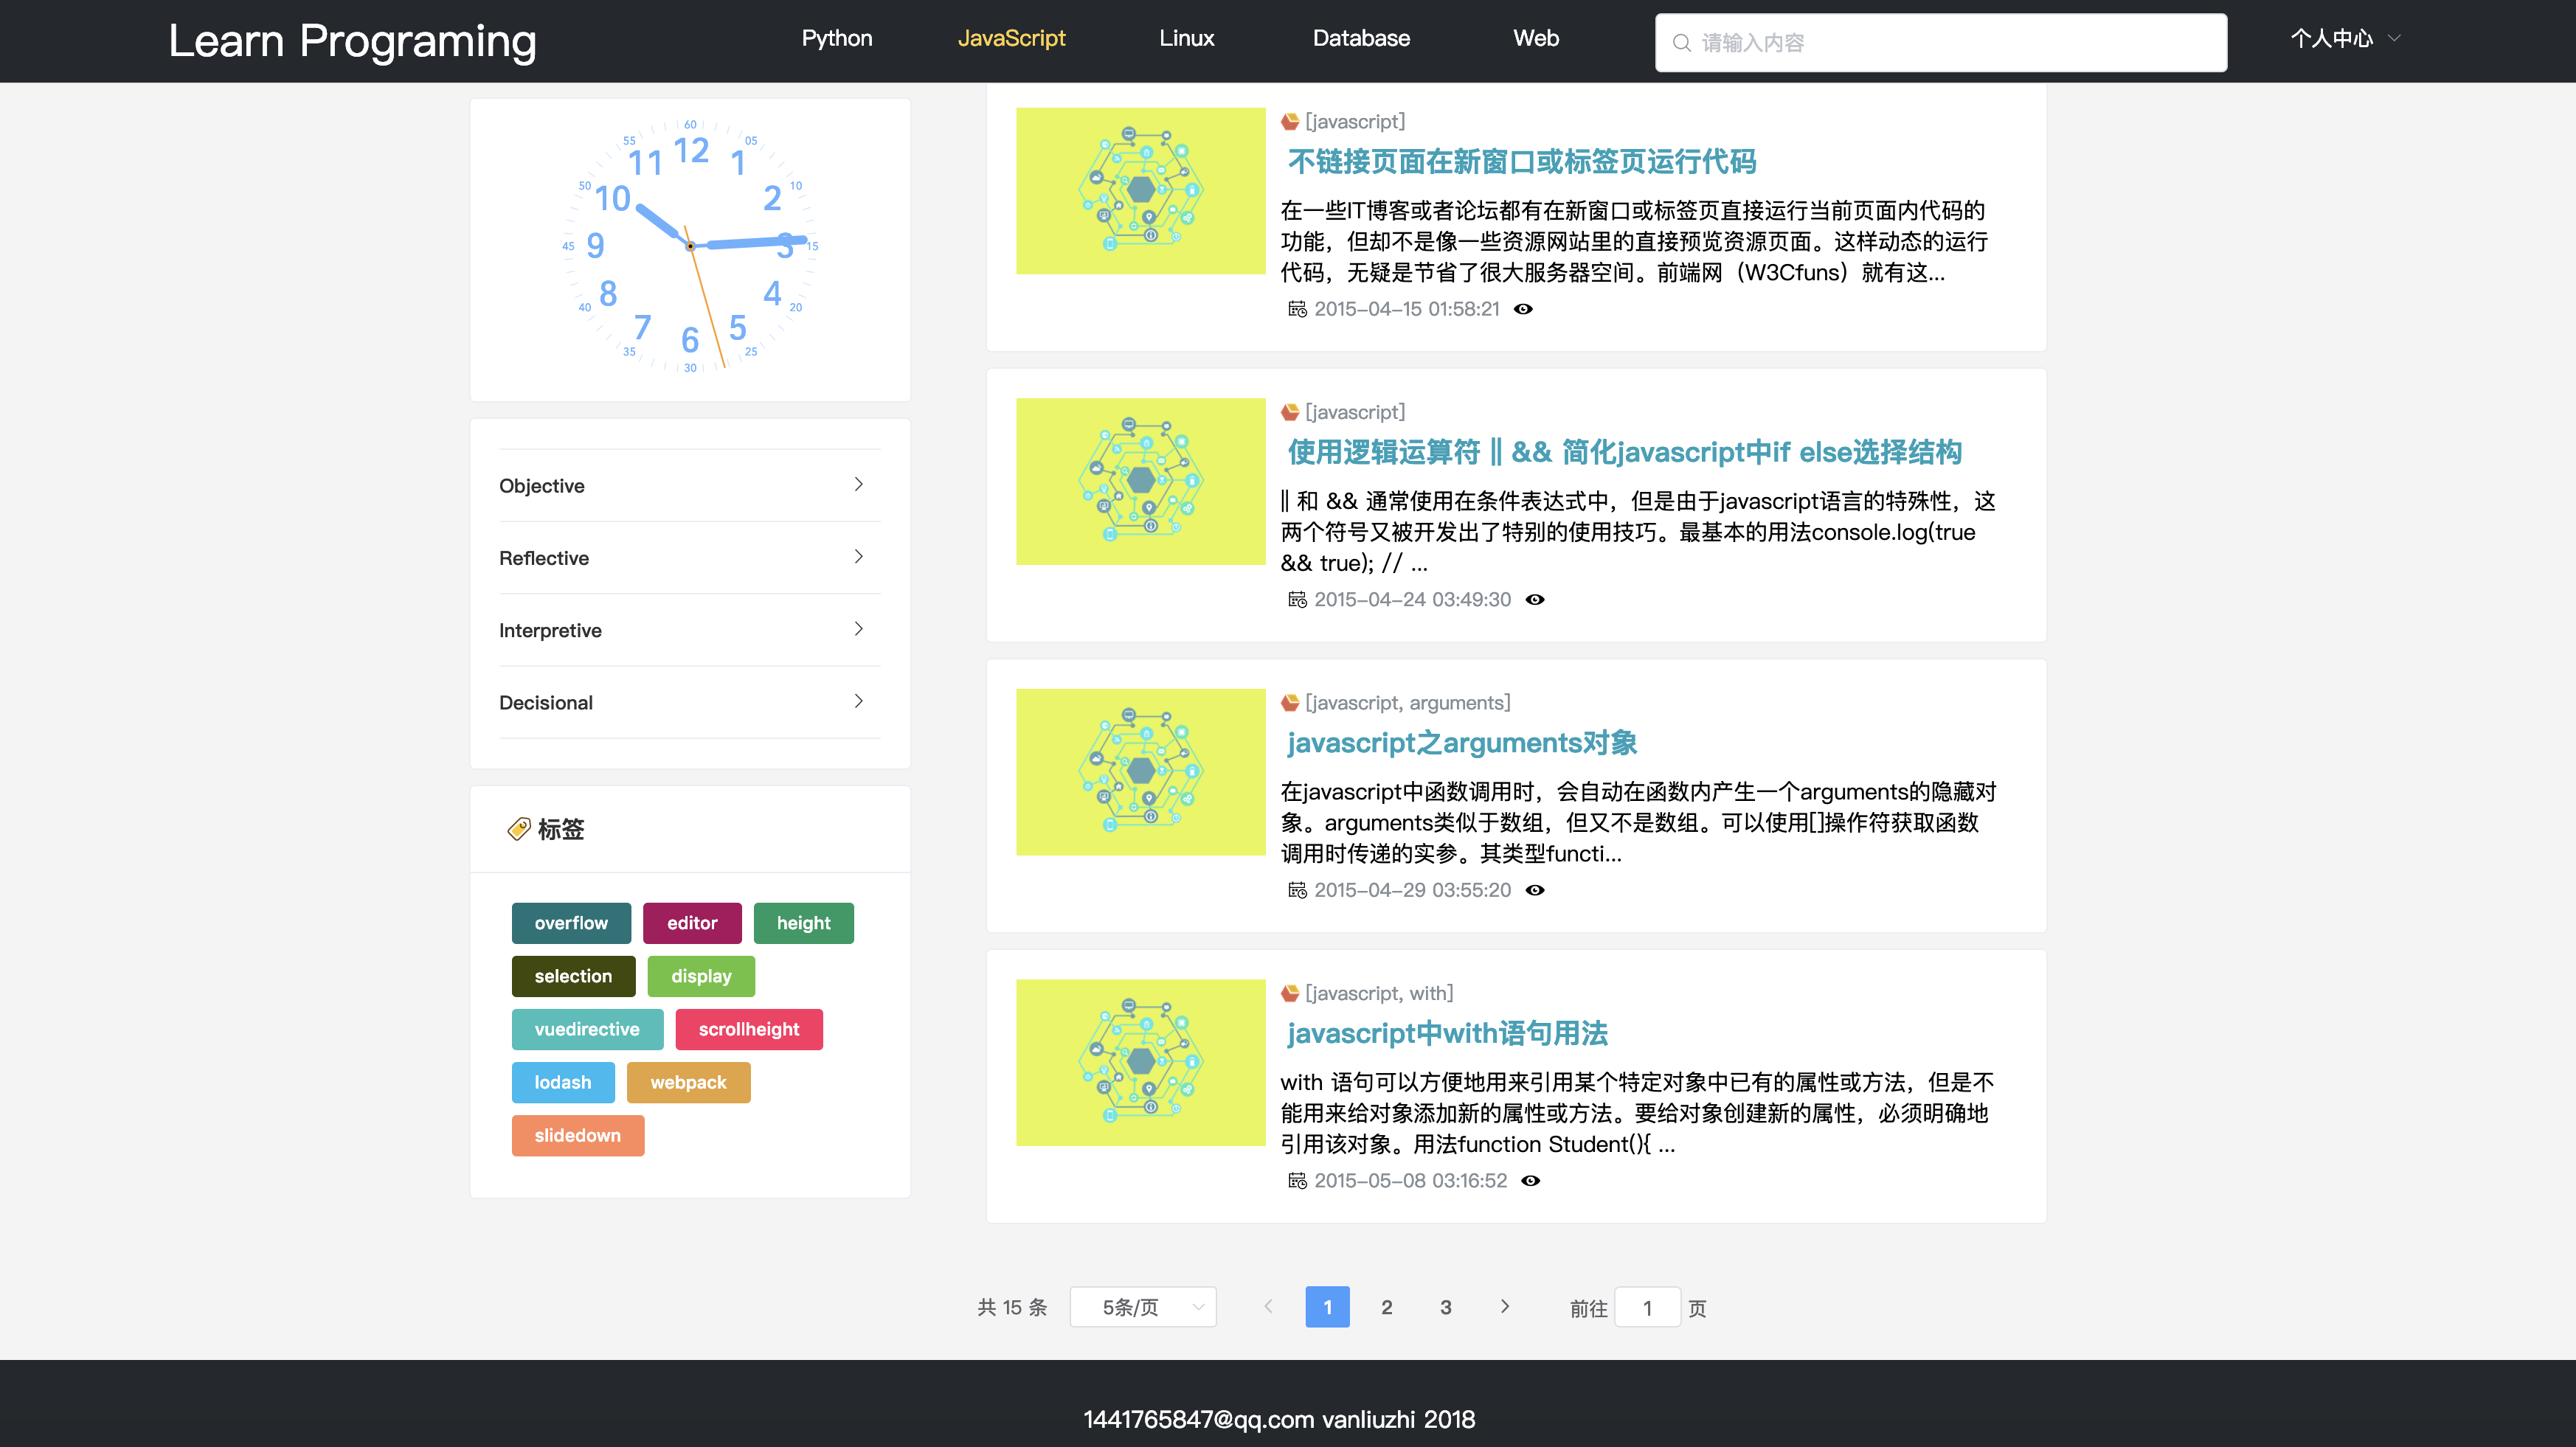 Learn Programing
Python
JavaScript
Linux
Database
Web
请输入内容
个人中心
60
05
10
15
20
25
30
35
40
45
50
55
12
1
2
3
4
5
6
7
8
9
10
11
Objective
Reflective
Interpretive
Decisional
标签
overflow
editor
height
selection
display
vuedirective
scrollheight
lodash
webpack
slidedown
[javascript]
不链接页面在新窗口或标签页运行代码
在一些IT博客或者论坛都有在新窗口或标签页直接运行当前页面内代码的
功能，但却不是像一些资源网站里的直接预览资源页面。这样动态的运行
代码，无疑是节省了很大服务器空间。前端网（W3Cfuns）就有这...
2015-04-15 01:58:21
[javascript]
使用逻辑运算符 || && 简化javascript中if else选择结构
|| 和 && 通常使用在条件表达式中，但是由于javascript语言的特殊性，这
两个符号又被开发出了特别的使用技巧。最基本的用法console.log(true
&& true); // ...
2015-04-24 03:49:30
[javascript, arguments]
javascript之arguments对象
在javascript中函数调用时，会自动在函数内产生一个arguments的隐藏对
象。arguments类似于数组，但又不是数组。可以使用[]操作符获取函数
调用时传递的实参。其类型functi...
2015-04-29 03:55:20
[javascript, with]
javascript中with语句用法
with 语句可以方便地用来引用某个特定对象中已有的属性或方法，但是不
能用来给对象添加新的属性或方法。要给对象创建新的属性，必须明确地
引用该对象。用法function Student(){ ...
2015-05-08 03:16:52
共 15 条
5条/页
1
2
3
前往 1 页
1441765847@qq.com vanliuzhi 2018